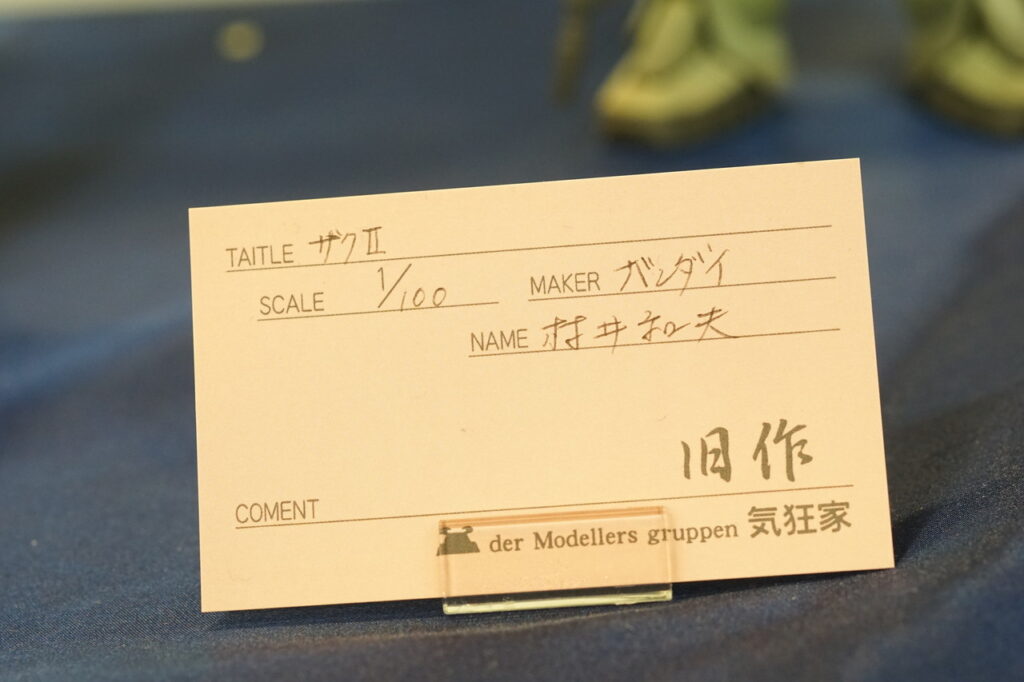 TAITLE ザクⅡ
SCALE 1/100 MAKER バンダイ
NAME 村井和夫
旧作
COMENT
der Modellers gruppen 気狂家